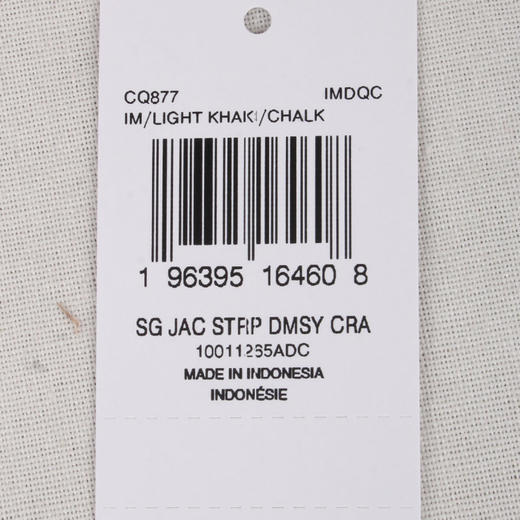 CQ877 IMDQC
IM/LIGHT KHAKI/CHALK
1 96395 16460 8
SG JAC STRP DMSY CRA
10011265ADC
MADE IN INDONESIA
INDONÉSIE